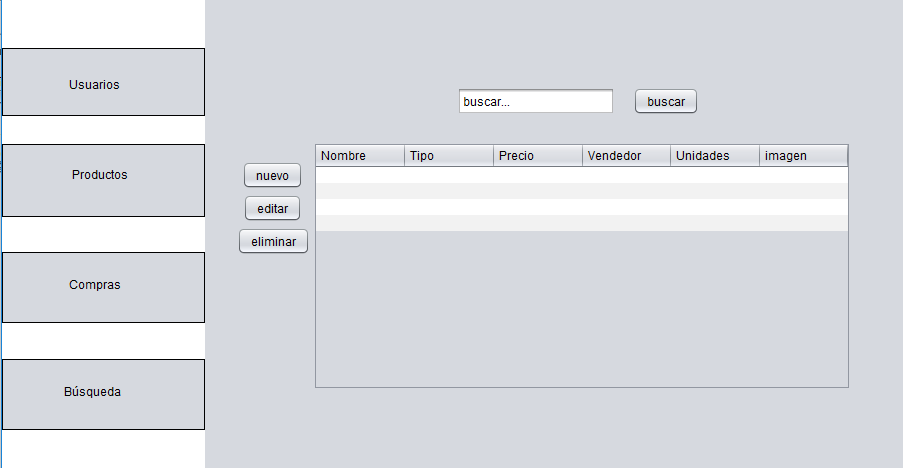 Usuarios
Productos
Compras
Búsqueda
buscar... buscar
nuevo
editar
eliminar
Nombre Tipo Precio Vendedor Unidades imagen